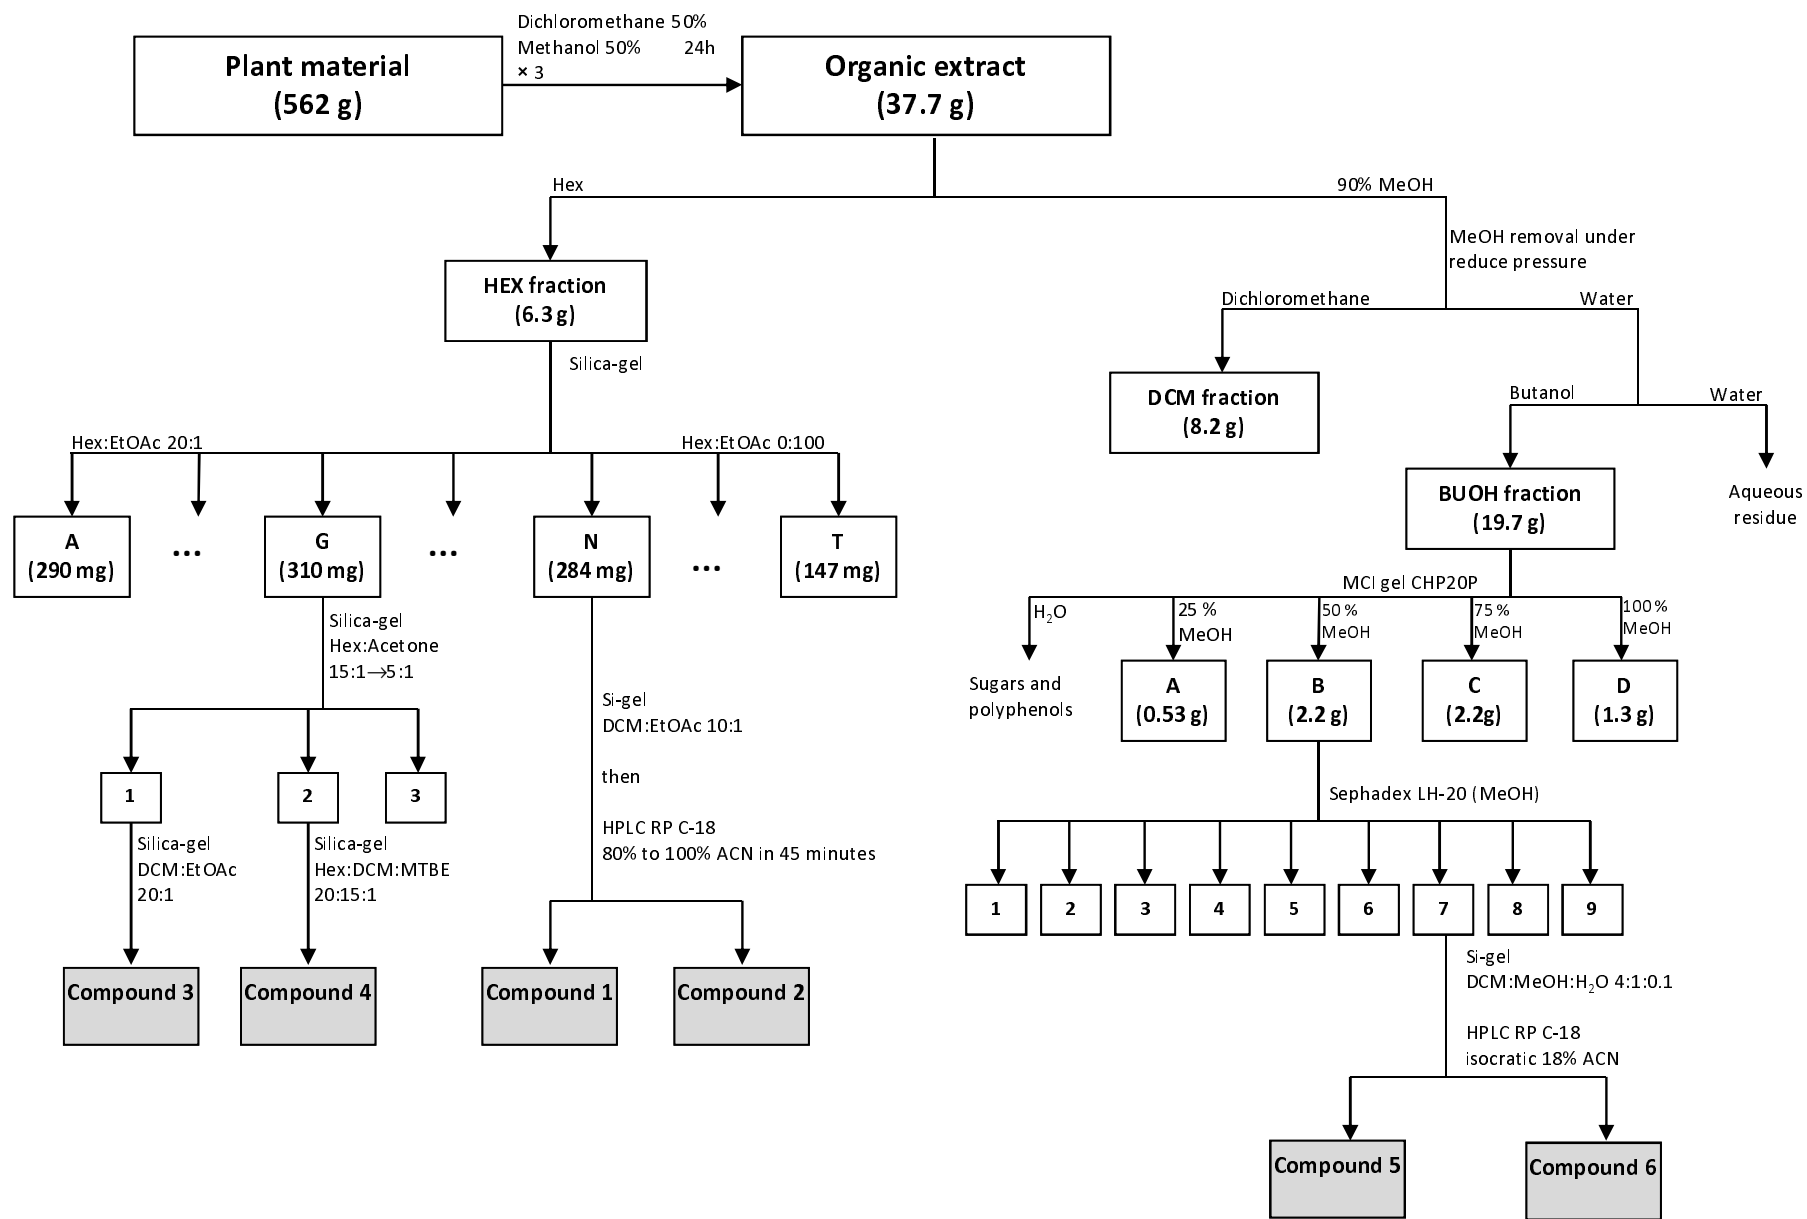 Plant material
(562 g)
Dichloromethane 50%
Methanol 50% 24h
× 3
Organic extract
(37.7 g)
Hex
90% MeOH
MeOH removal under
reduce pressure
HEX fraction
(6.3 g)
Dichloromethane
Water
Silica-gel
DCM fraction
(8.2 g)
Butanol
Water
Hex:EtOAc 20:1
Hex:EtOAc 0:100
BUOH fraction
(19.7 g)
Aqueous
residue
A
(290 mg)
...
G
(310 mg)
...
N
(284 mg)
...
T
(147 mg)
MCI gel CHP20P
H₂O
25 %
MeOH
50 %
MeOH
75 %
MeOH
100 %
MeOH
Silica-gel
Hex:Acetone
15:1→5:1
Sugars and
polyphenols
A
(0.53 g)
B
(2.2 g)
C
(2.2g)
D
(1.3 g)
Si-gel
DCM:EtOAc 10:1
then
HPLC RP C-18
80% to 100% ACN in 45 minutes
1
2
3
Sephadex LH-20 (MeOH)
Silica-gel
DCM:EtOAc
20:1
Silica-gel
Hex:DCM:MTBE
20:15:1
1
2
3
4
5
6
7
8
9
Compound 3
Compound 4
Compound 1
Compound 2
Si-gel
DCM:MeOH:H₂O 4:1:0.1
HPLC RP C-18
isocratic 18% ACN
Compound 5
Compound 6